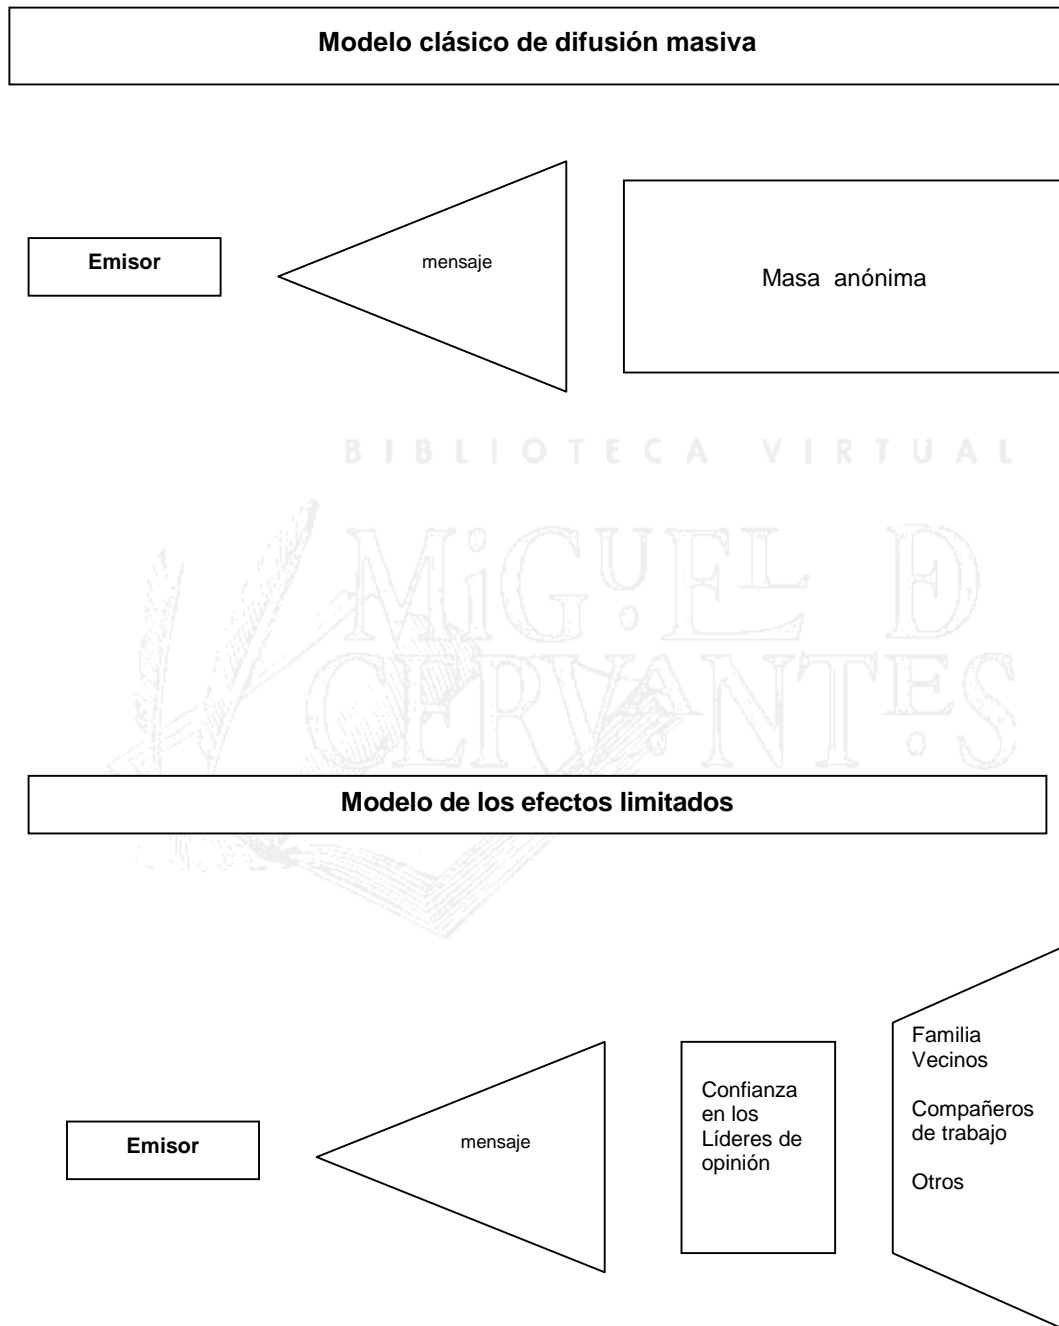 Modelo clásico de difusión masiva
Emisor
mensaje
Masa anónima
BIBLIOTECA VIRTUAL
MIGUEL DE
CERVANTES
Modelo de los efectos limitados
Emisor
mensaje
Confianza
en los
Líderes de
opinión
Familia
Vecinos
Compañeros
de trabajo
Otros